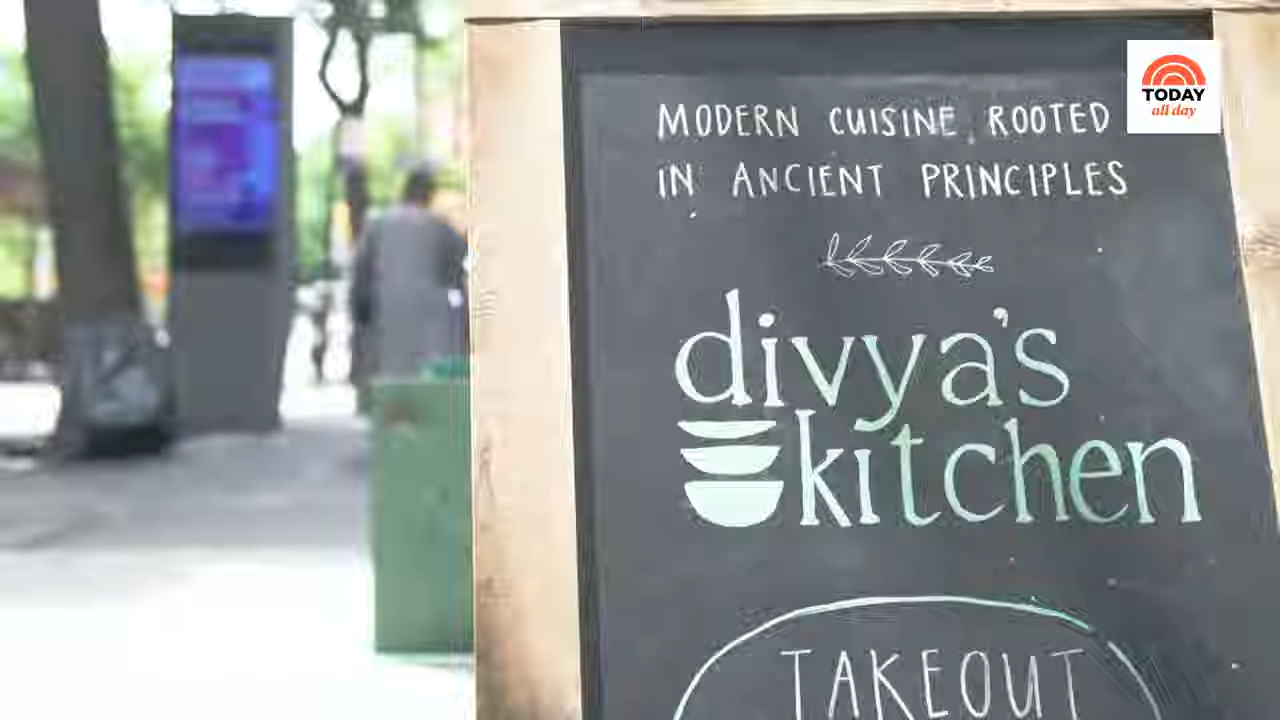 MODERN CUISINE ROOTED
IN ANCIENT PRINCIPLES
divya's
kitchen
TAKEOUT
TODAY
all day